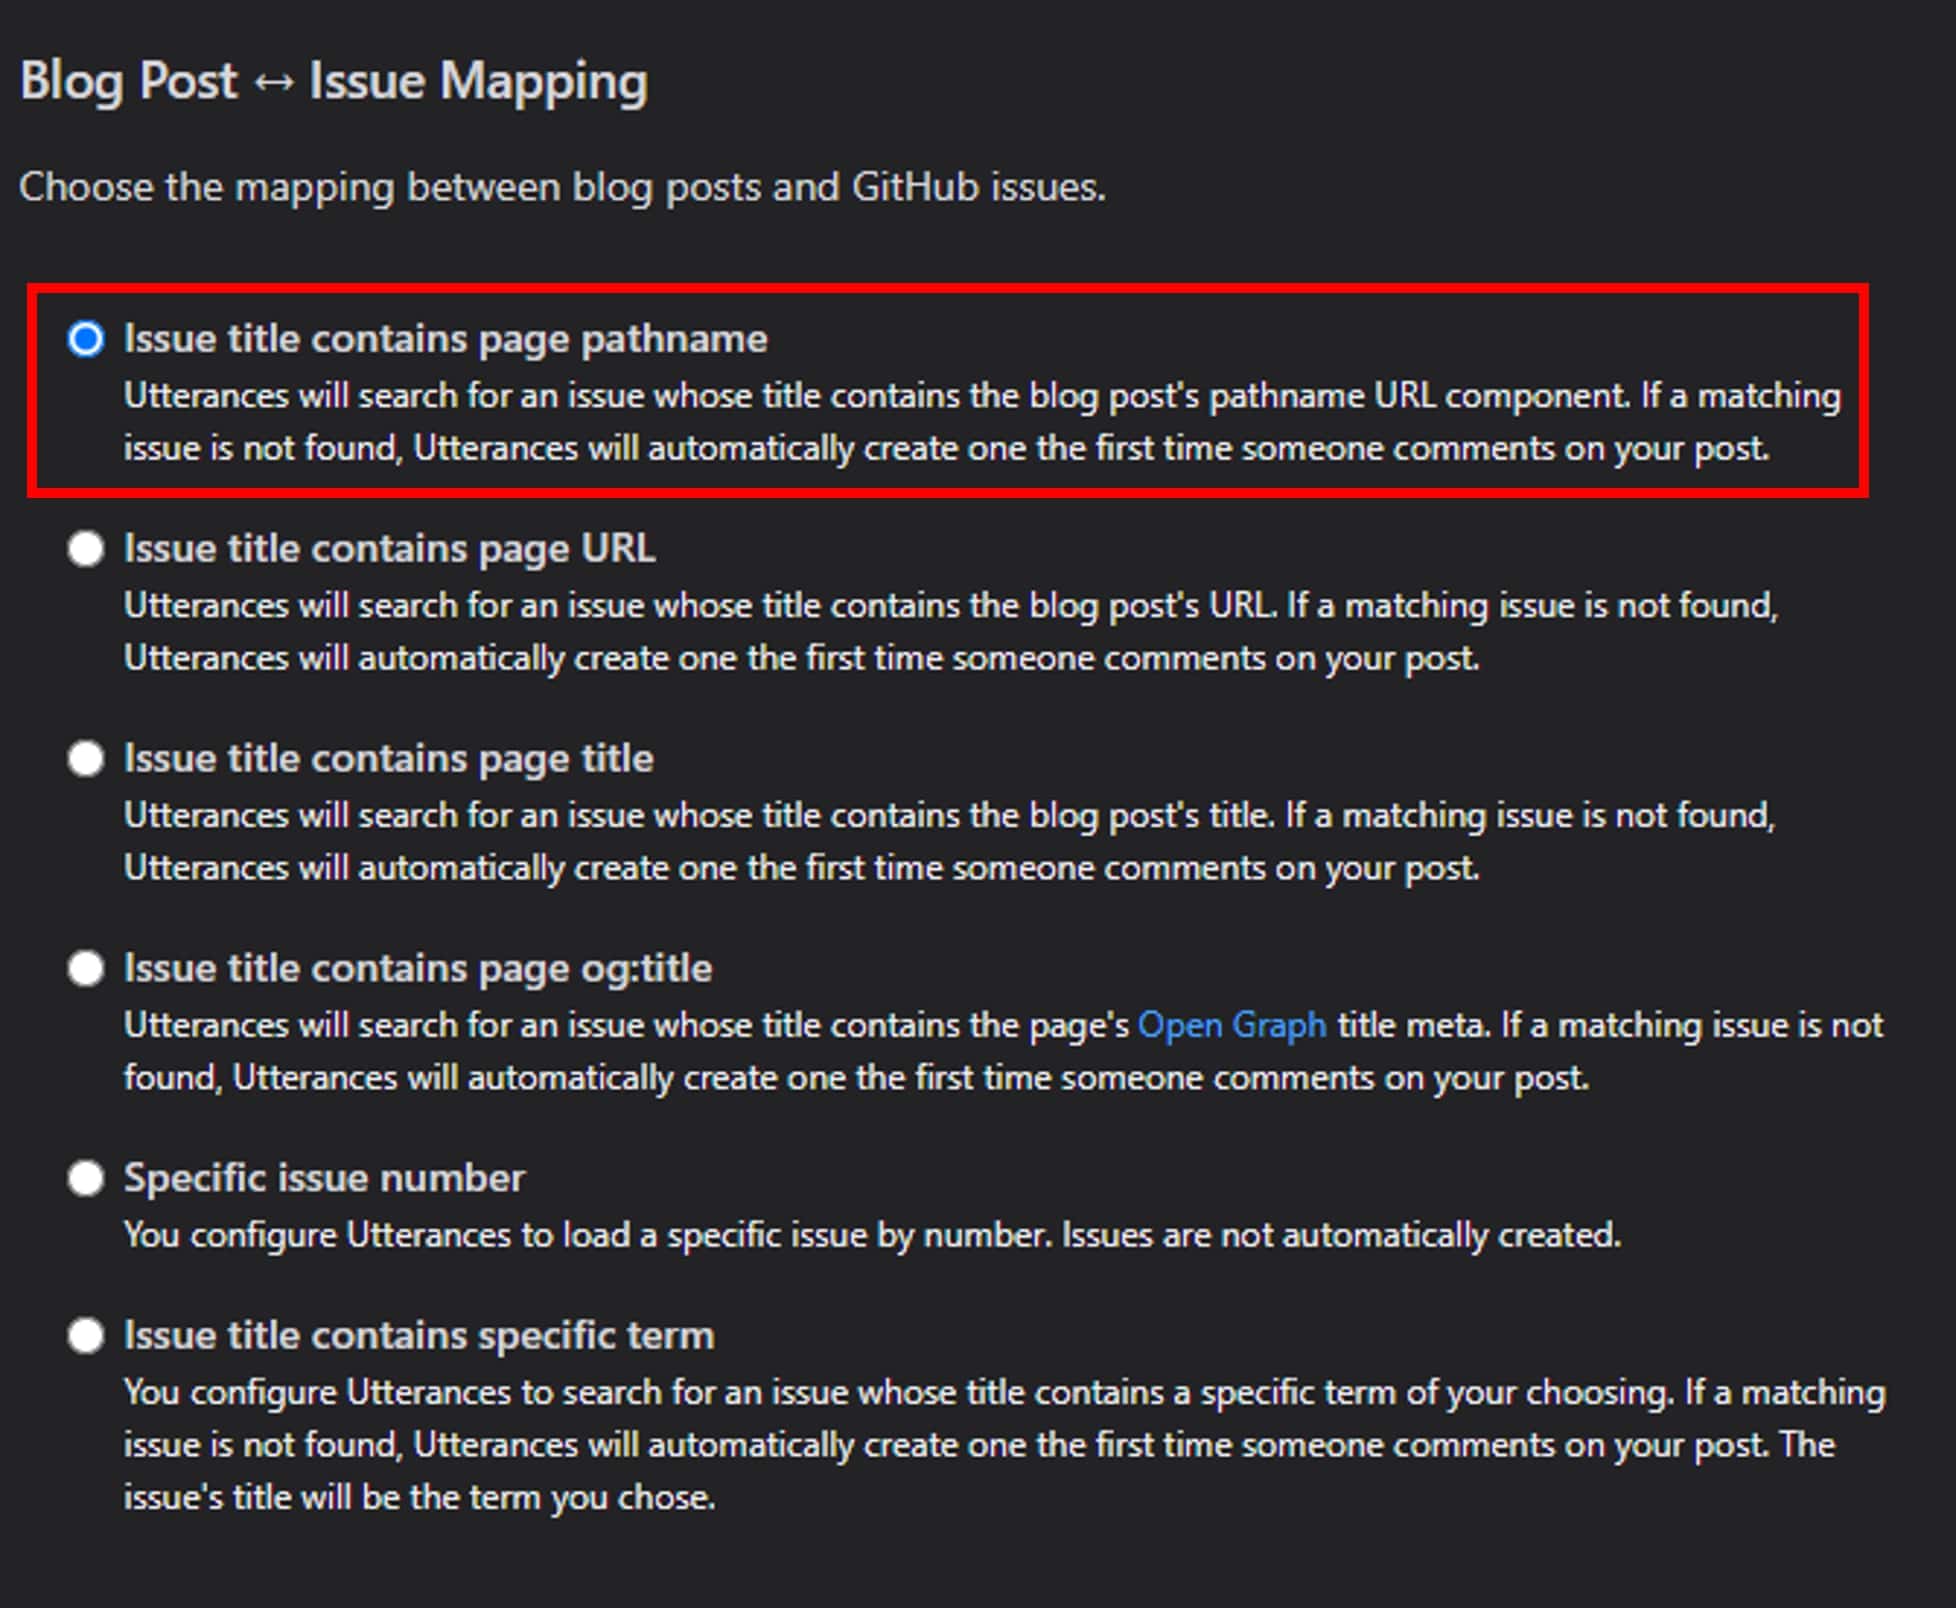 Blog Post ↔ Issue Mapping
Choose the mapping between blog posts and GitHub issues.
Issue title contains page pathname
Utterances will search for an issue whose title contains the blog post's pathname URL component. If a matching
issue is not found, Utterances will automatically create one the first time someone comments on your post.
Issue title contains page URL
Utterances will search for an issue whose title contains the blog post's URL. If a matching issue is not found,
Utterances will automatically create one the first time someone comments on your post.
Issue title contains page title
Utterances will search for an issue whose title contains the blog post's title. If a matching issue is not found,
Utterances will automatically create one the first time someone comments on your post.
Issue title contains page og:title
Utterances will search for an issue whose title contains the page's Open Graph title meta. If a matching issue is not
found, Utterances will automatically create one the first time someone comments on your post.
Specific issue number
You configure Utterances to load a specific issue by number. Issues are not automatically created.
Issue title contains specific term
You configure Utterances to search for an issue whose title contains a specific term of your choosing. If a matching
issue is not found, Utterances will automatically create one the first time someone comments on your post. The
issue's title will be the term you chose.